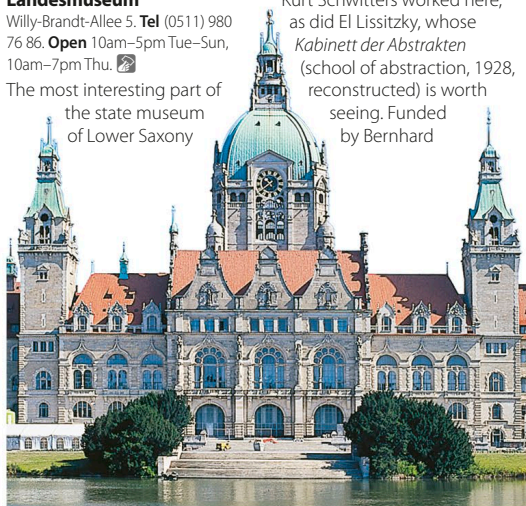 Landesmuseum
Willy-Brandt-Allee 5. Tel (0511) 980
76 86. Open 10am–5pm Tue–Sun,
10am–7pm Thu.
The most interesting part of
the state museum
of Lower Saxony
Kurt Schwitters worked here,
as did El Lissitzky, whose
Kabinett der Abstrakten
(school of abstraction, 1928,
reconstructed) is worth
seeing. Funded
by Bernhard